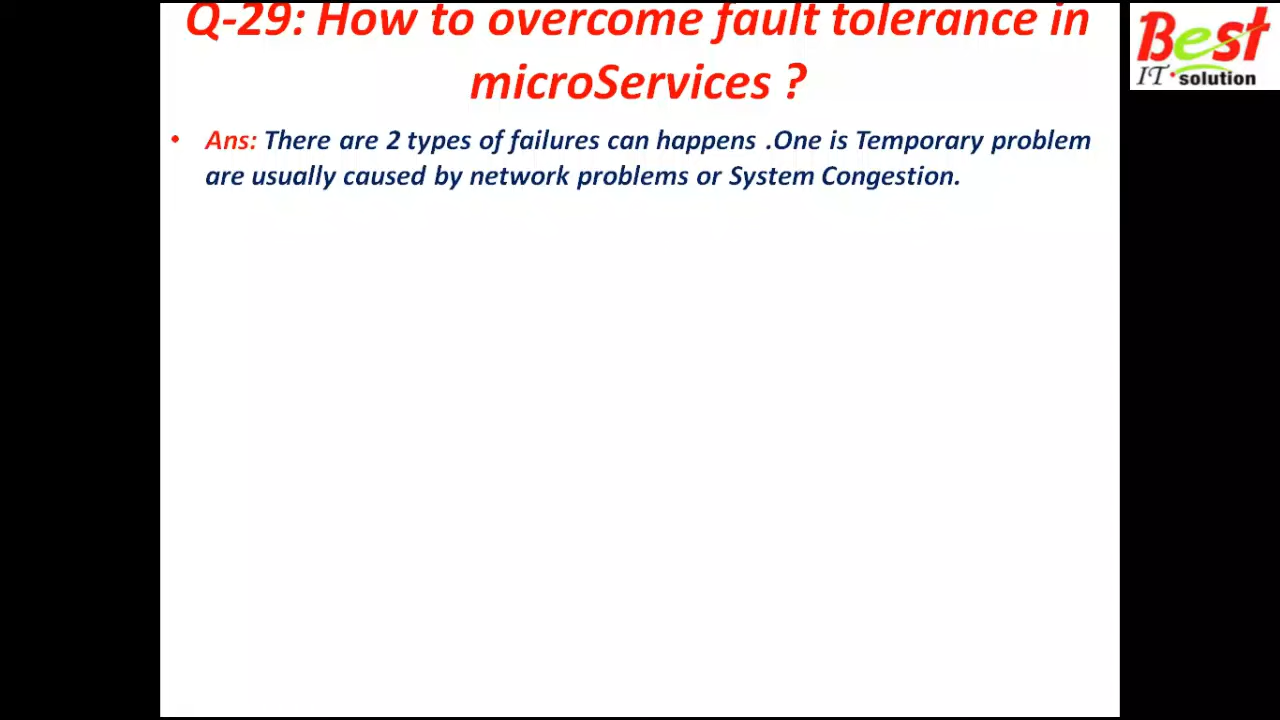 Q-29: How to overcome fault tolerance in
microServices ?
• Ans: There are 2 types of failures can happens .One is Temporary problem
are usually caused by network problems or System Congestion.
Best
IT solution